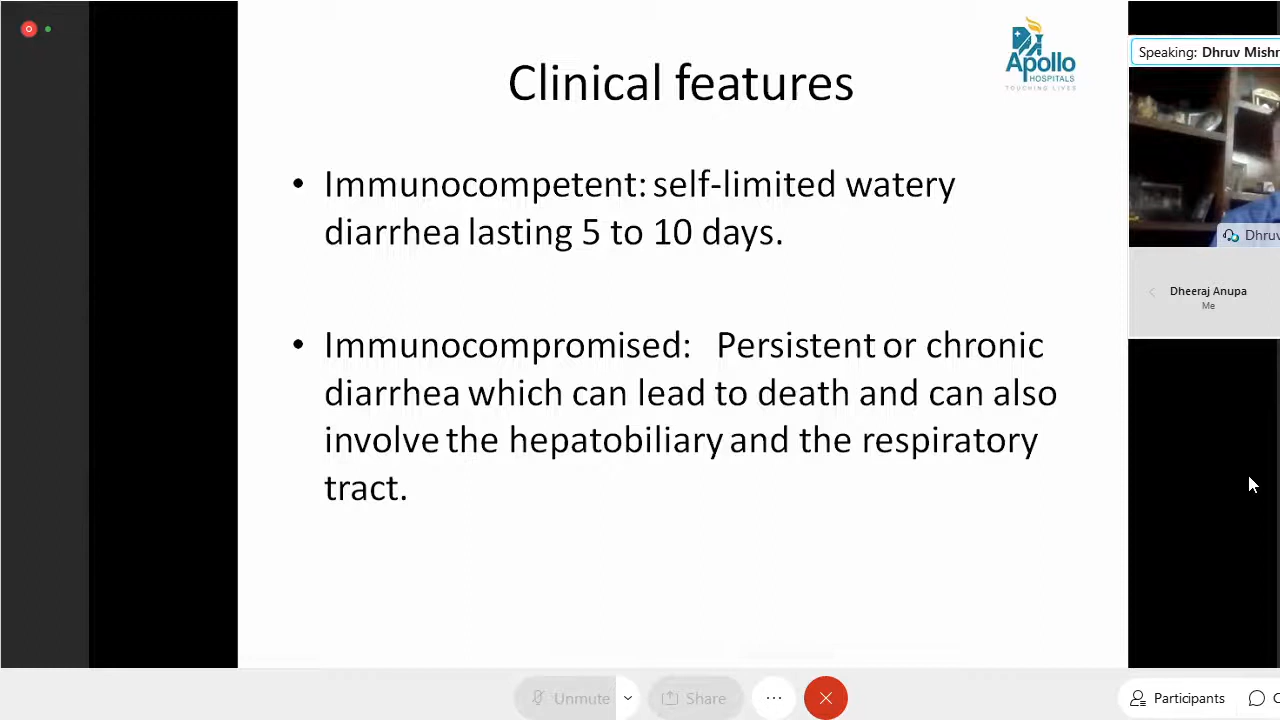 Clinical features
Apollo
HOSPITALS
TOUCHING LIVES
Speaking: Dhruv Mishr
• Immunocompetent: self-limited watery
diarrhea lasting 5 to 10 days.
Dhruv
Dheeraj Anupa
Me
• Immunocompromised: Persistent or chronic
diarrhea which can lead to death and can also
involve the hepatobiliary and the respiratory
tract.
Unmute
Share
Participants